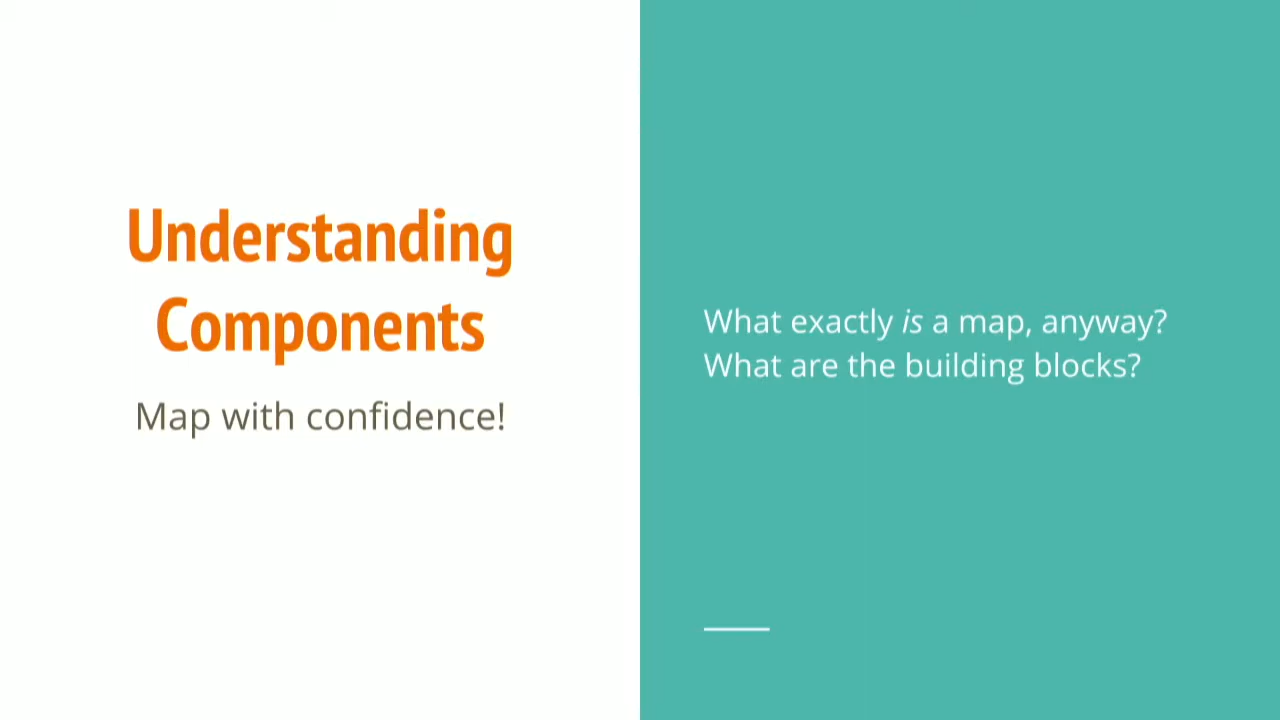 Understanding
Components
Map with confidence!
What exactly is a map, anyway?
What are the building blocks?